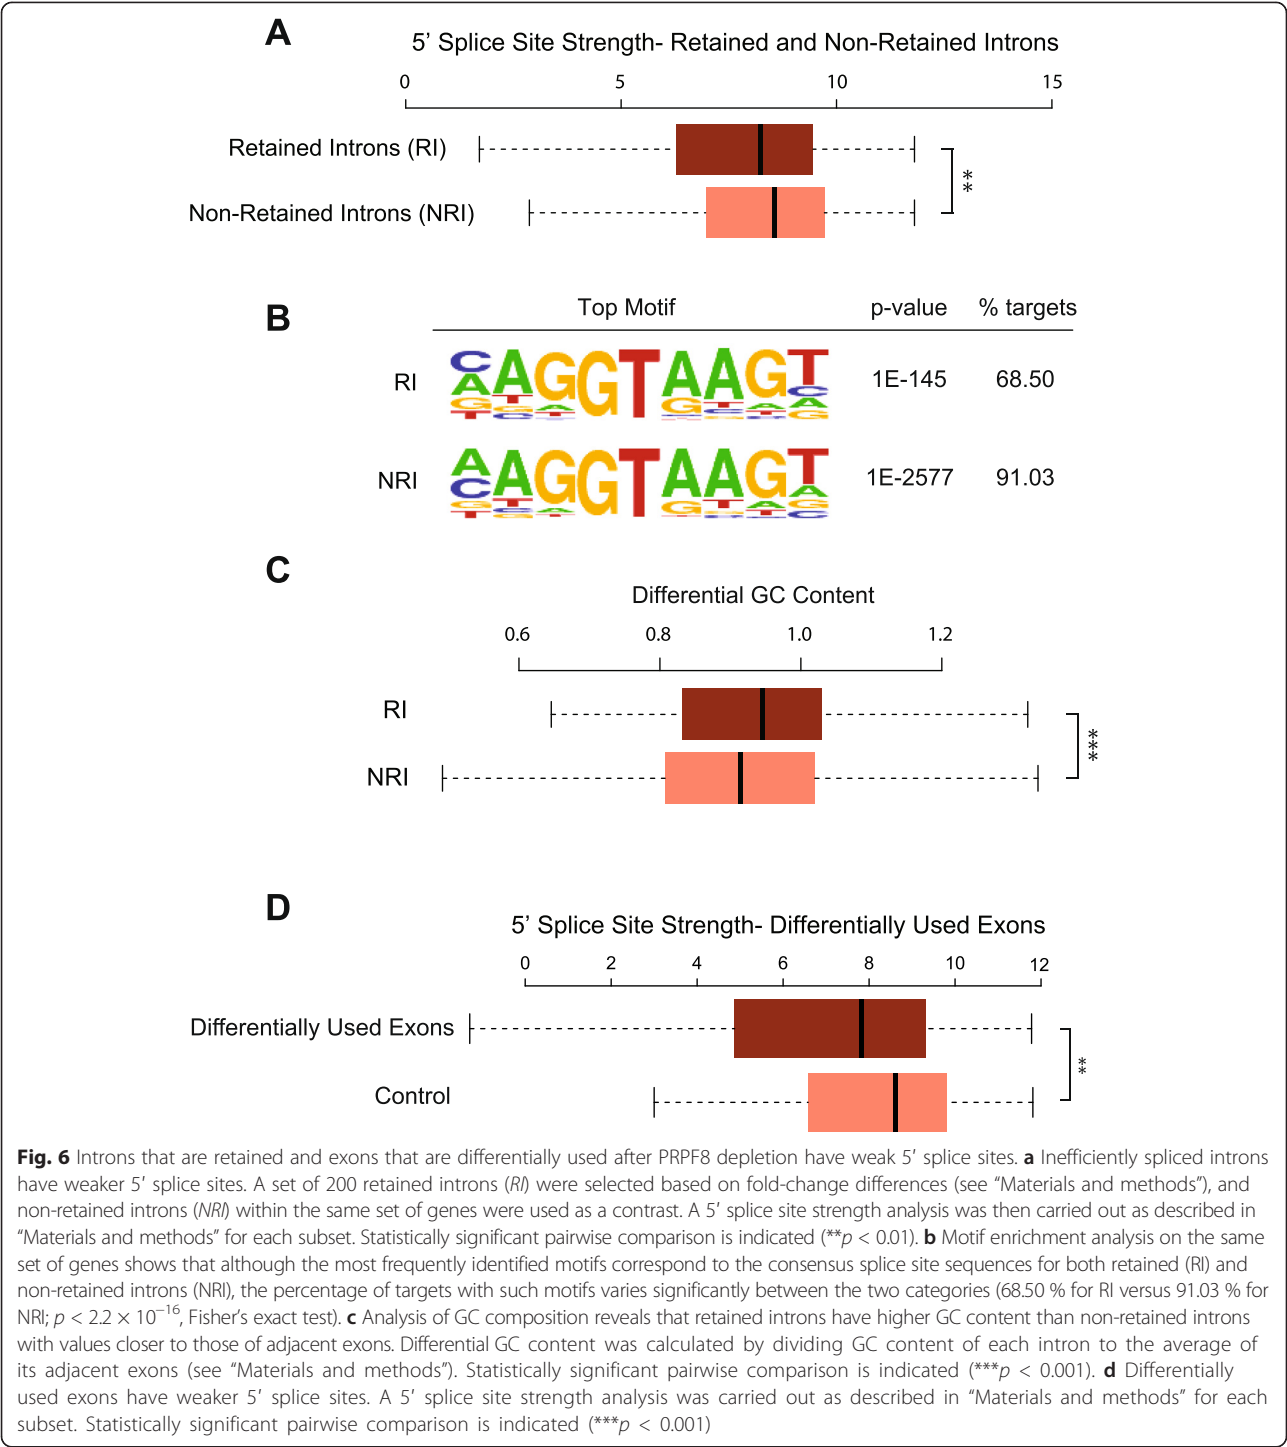 A
5’ Splice Site Strength- Retained and Non-Retained Introns
0 5 10 15
Retained Introns (RI)
**
Non-Retained Introns (NRI)
B
Top Motif p-value % targets
RI CAGGTAAGT 1E-145 68.50
NRI AAGGTAAGT 1E-2577 91.03
C
Differential GC Content
0.6 0.8 1.0 1.2
RI
***
NRI
D
5’ Splice Site Strength- Differentially Used Exons
0 2 4 6 8 10 12
Differentially Used Exons
**
Control
Fig. 6 Introns that are retained and exons that are differentially used after PRPF8 depletion have weak 5′ splice sites. a Inefficiently spliced introns
have weaker 5′ splice sites. A set of 200 retained introns (RI) were selected based on fold-change differences (see “Materials and methods”), and
non-retained introns (NRI) within the same set of genes were used as a contrast. A 5′ splice site strength analysis was then carried out as described in
“Materials and methods” for each subset. Statistically significant pairwise comparison is indicated (**p < 0.01). b Motif enrichment analysis on the same
set of genes shows that although the most frequently identified motifs correspond to the consensus splice site sequences for both retained (RI) and
non-retained introns (NRI), the percentage of targets with such motifs varies significantly between the two categories (68.50 % for RI versus 91.03 % for
NRI; p < 2.2 × 10⁻¹⁶, Fisher’s exact test). c Analysis of GC composition reveals that retained introns have higher GC content than non-retained introns
with values closer to those of adjacent exons. Differential GC content was calculated by dividing GC content of each intron to the average of
its adjacent exons (see “Materials and methods”). Statistically significant pairwise comparison is indicated (***p < 0.001). d Differentially
used exons have weaker 5′ splice sites. A 5′ splice site strength analysis was carried out as described in “Materials and methods” for each
subset. Statistically significant pairwise comparison is indicated (***p < 0.001)